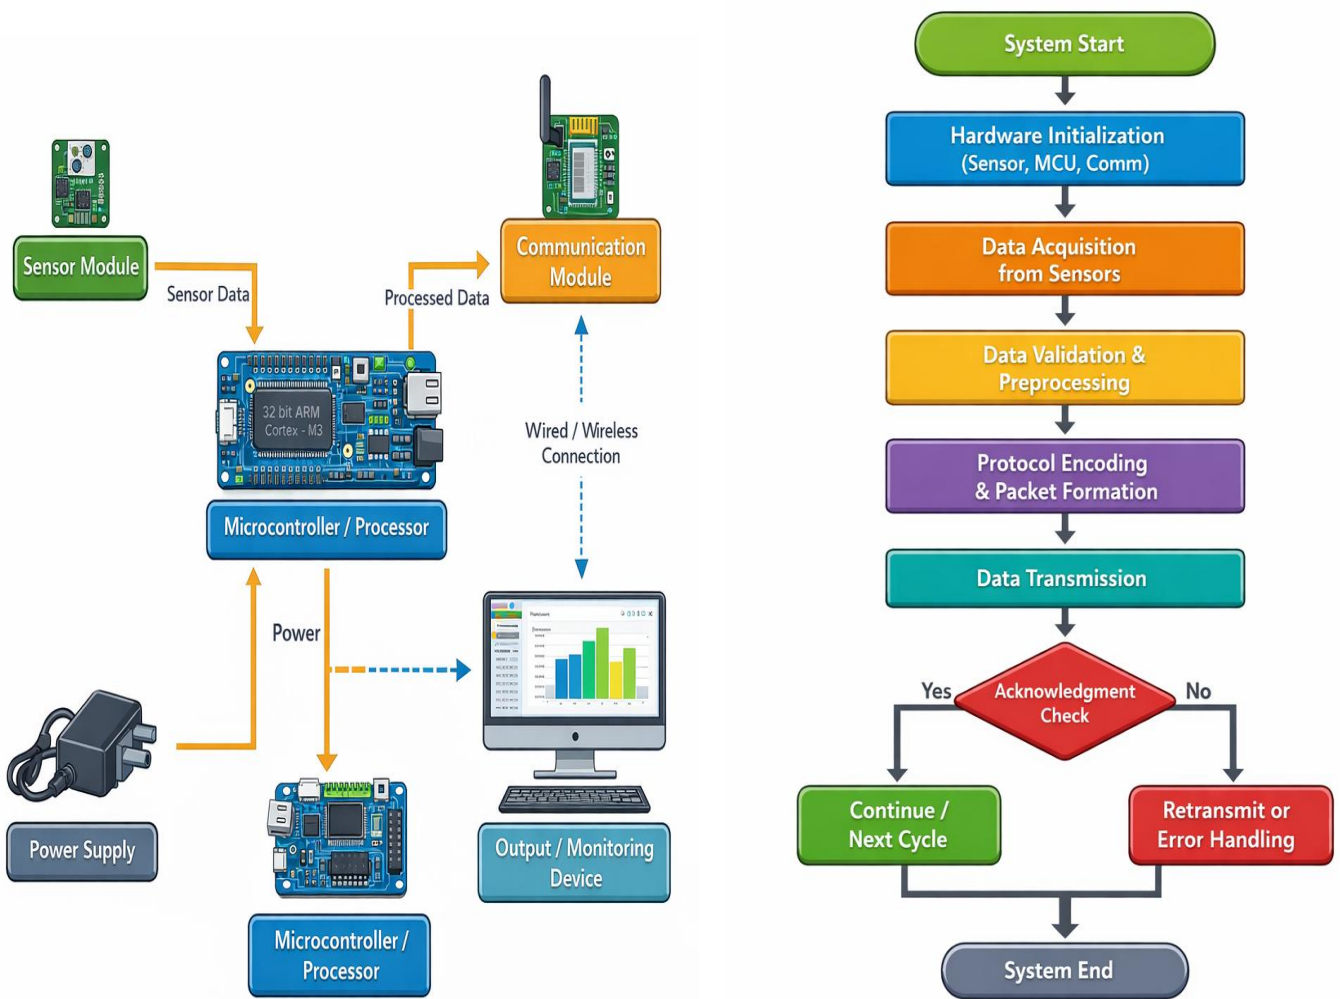 Sensor Module
Sensor Data
Processed Data
Communication
Module
32 bit ARM
Cortex - M3
Microcontroller / Processor
Wired / Wireless
Connection
Power
Power Supply
Microcontroller /
Processor
Output / Monitoring
Device
System Start
Hardware Initialization
(Sensor, MCU, Comm)
Data Acquisition
from Sensors
Data Validation &
Preprocessing
Protocol Encoding
& Packet Formation
Data Transmission
Yes
Acknowledgment
Check
No
Continue /
Next Cycle
Retransmit or
Error Handling
System End